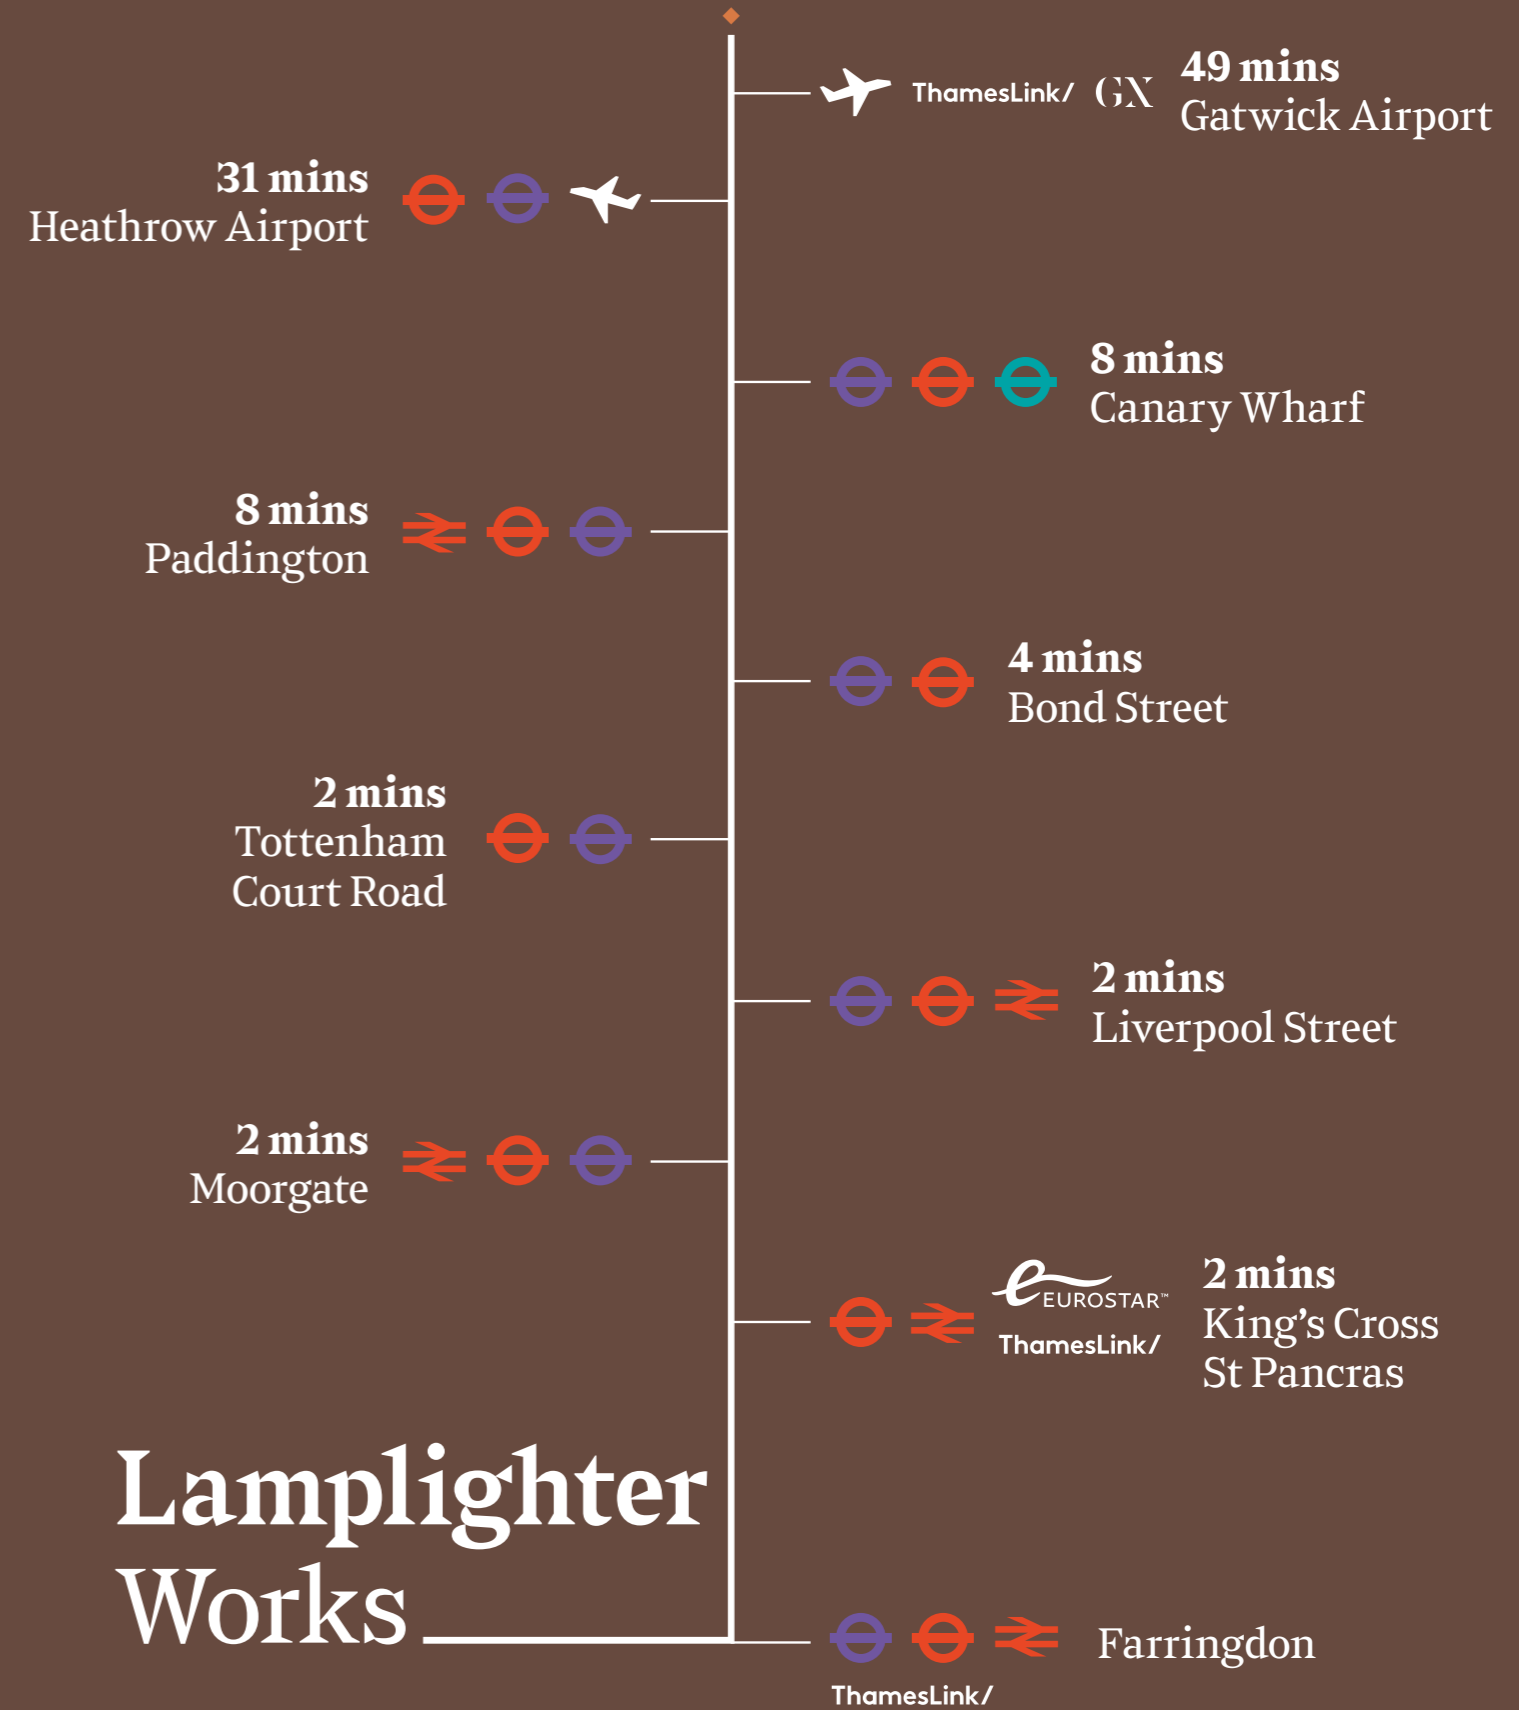 ThamesLink/ GX
49 mins
Gatwick Airport
31 mins
Heathrow Airport
8 mins
Canary Wharf
8 mins
Paddington
4 mins
Bond Street
2 mins
Tottenham
Court Road
2 mins
Liverpool Street
2 mins
Moorgate
e
EUROSTAR™
ThamesLink/
2 mins
King’s Cross
St Pancras
Lamplighter
Works
Farringdon
ThamesLink/